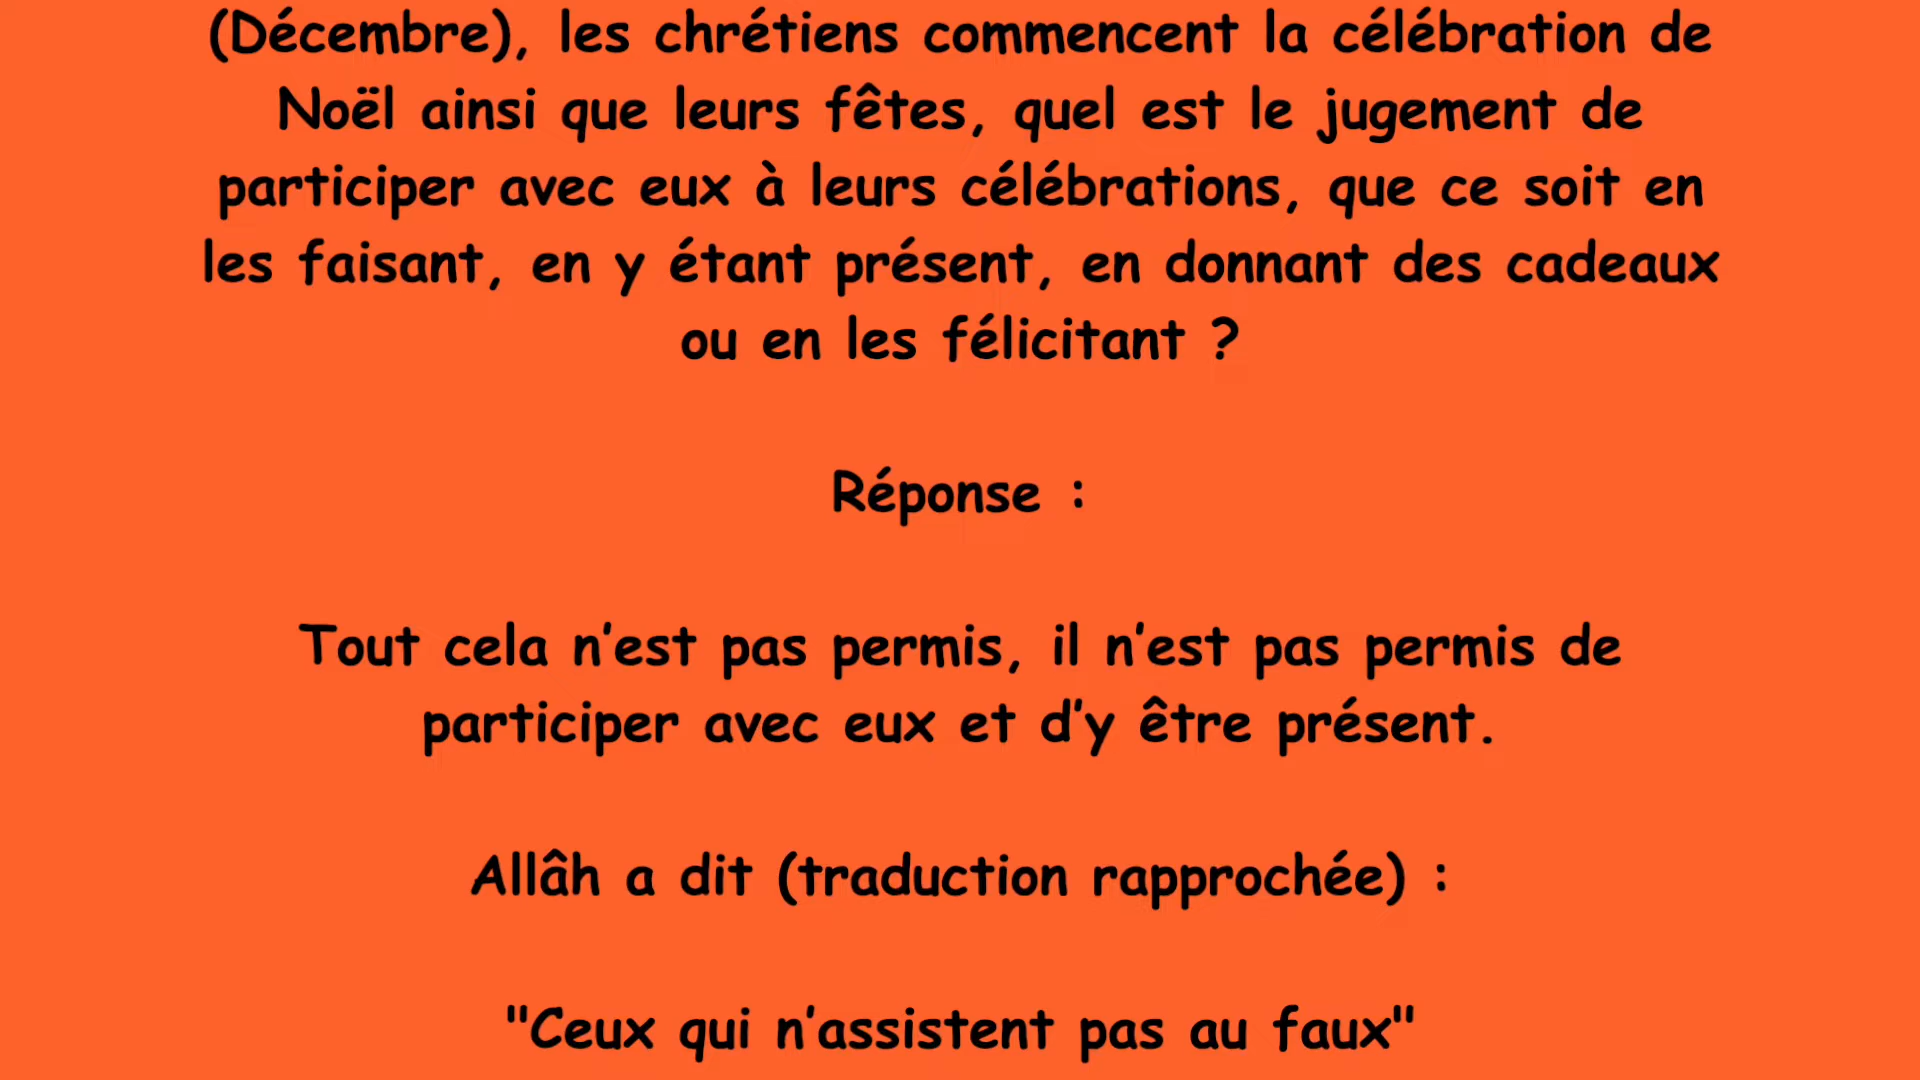 (Décembre), les chrétiens commencent la célébration de
Noël ainsi que leurs fêtes, quel est le jugement de
participer avec eux à leurs célébrations, que ce soit en
les faisant, en y étant présent, en donnant des cadeaux
ou en les félicitant ?
Réponse :
Tout cela n’est pas permis, il n’est pas permis de
participer avec eux et d’y être présent.
Allâh a dit (traduction rapprochée) :
"Ceux qui n’assistent pas au faux"